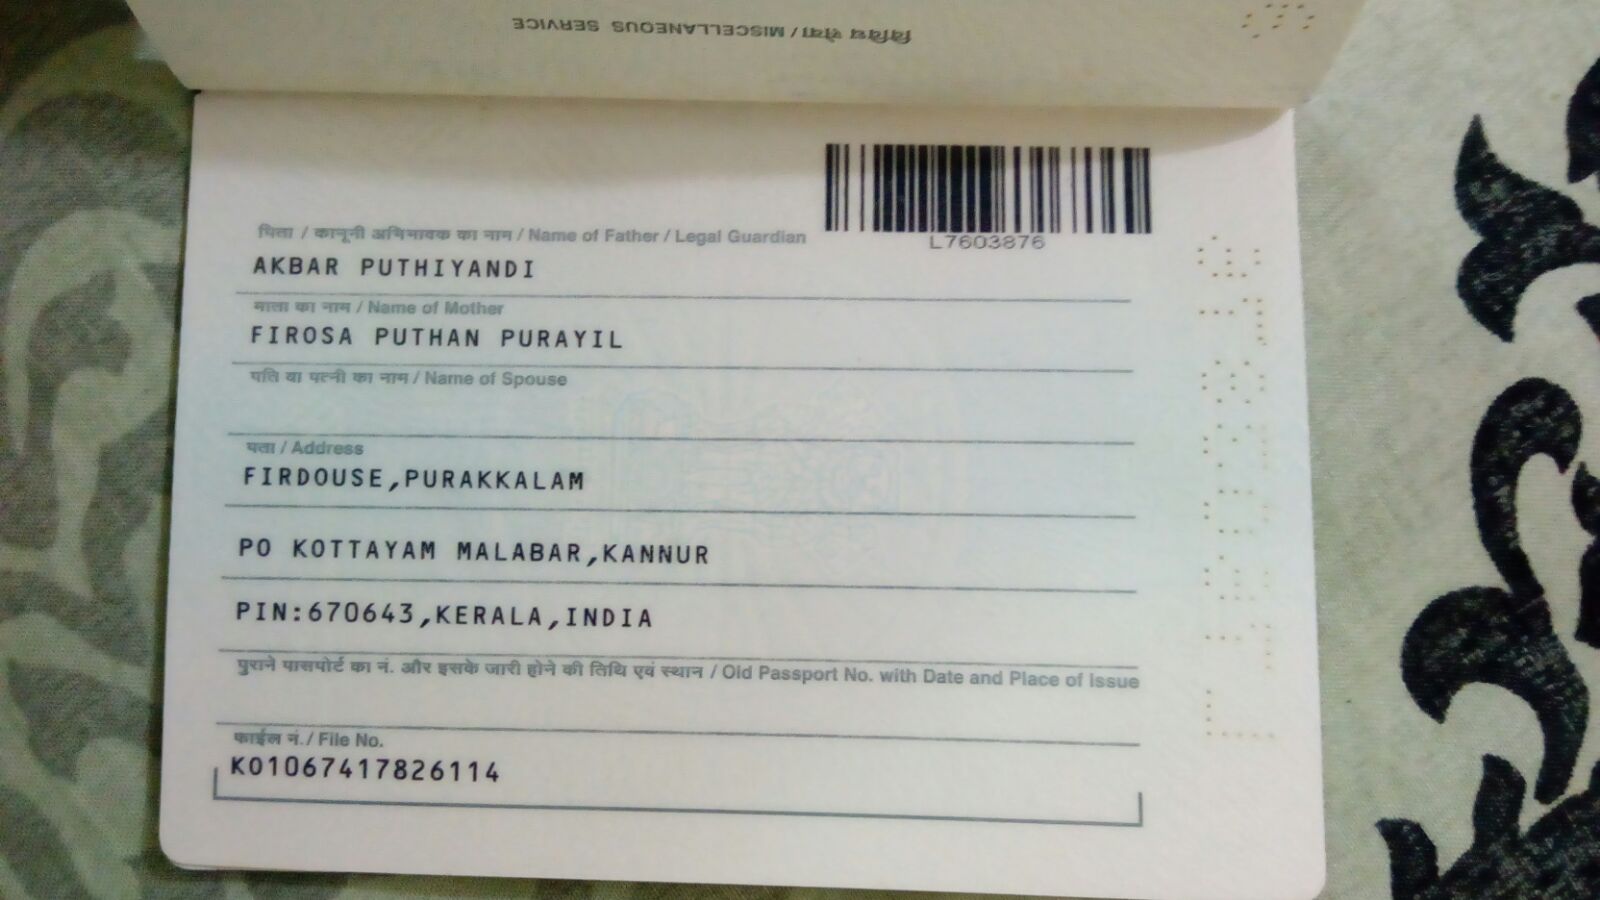 विविध सेवा / MISCELLANEOUS SERVICE
L7603876
पिता / कानूनी अभिभावक का नाम / Name of Father / Legal Guardian
AKBAR PUTHIYANDI
माता का नाम / Name of Mother
FIROSA PUTHAN PURAYIL
पति या पत्नी का नाम / Name of Spouse
पता / Address
FIRDOUSE,PURAKKALAM
PO KOTTAYAM MALABAR,KANNUR
PIN:670643,KERALA,INDIA
पुराने पासपोर्ट का नं. और इसके जारी होने की तिथि एवं स्थान / Old Passport No. with Date and Place of Issue
फाईल नं./ File No.
K01067417826114